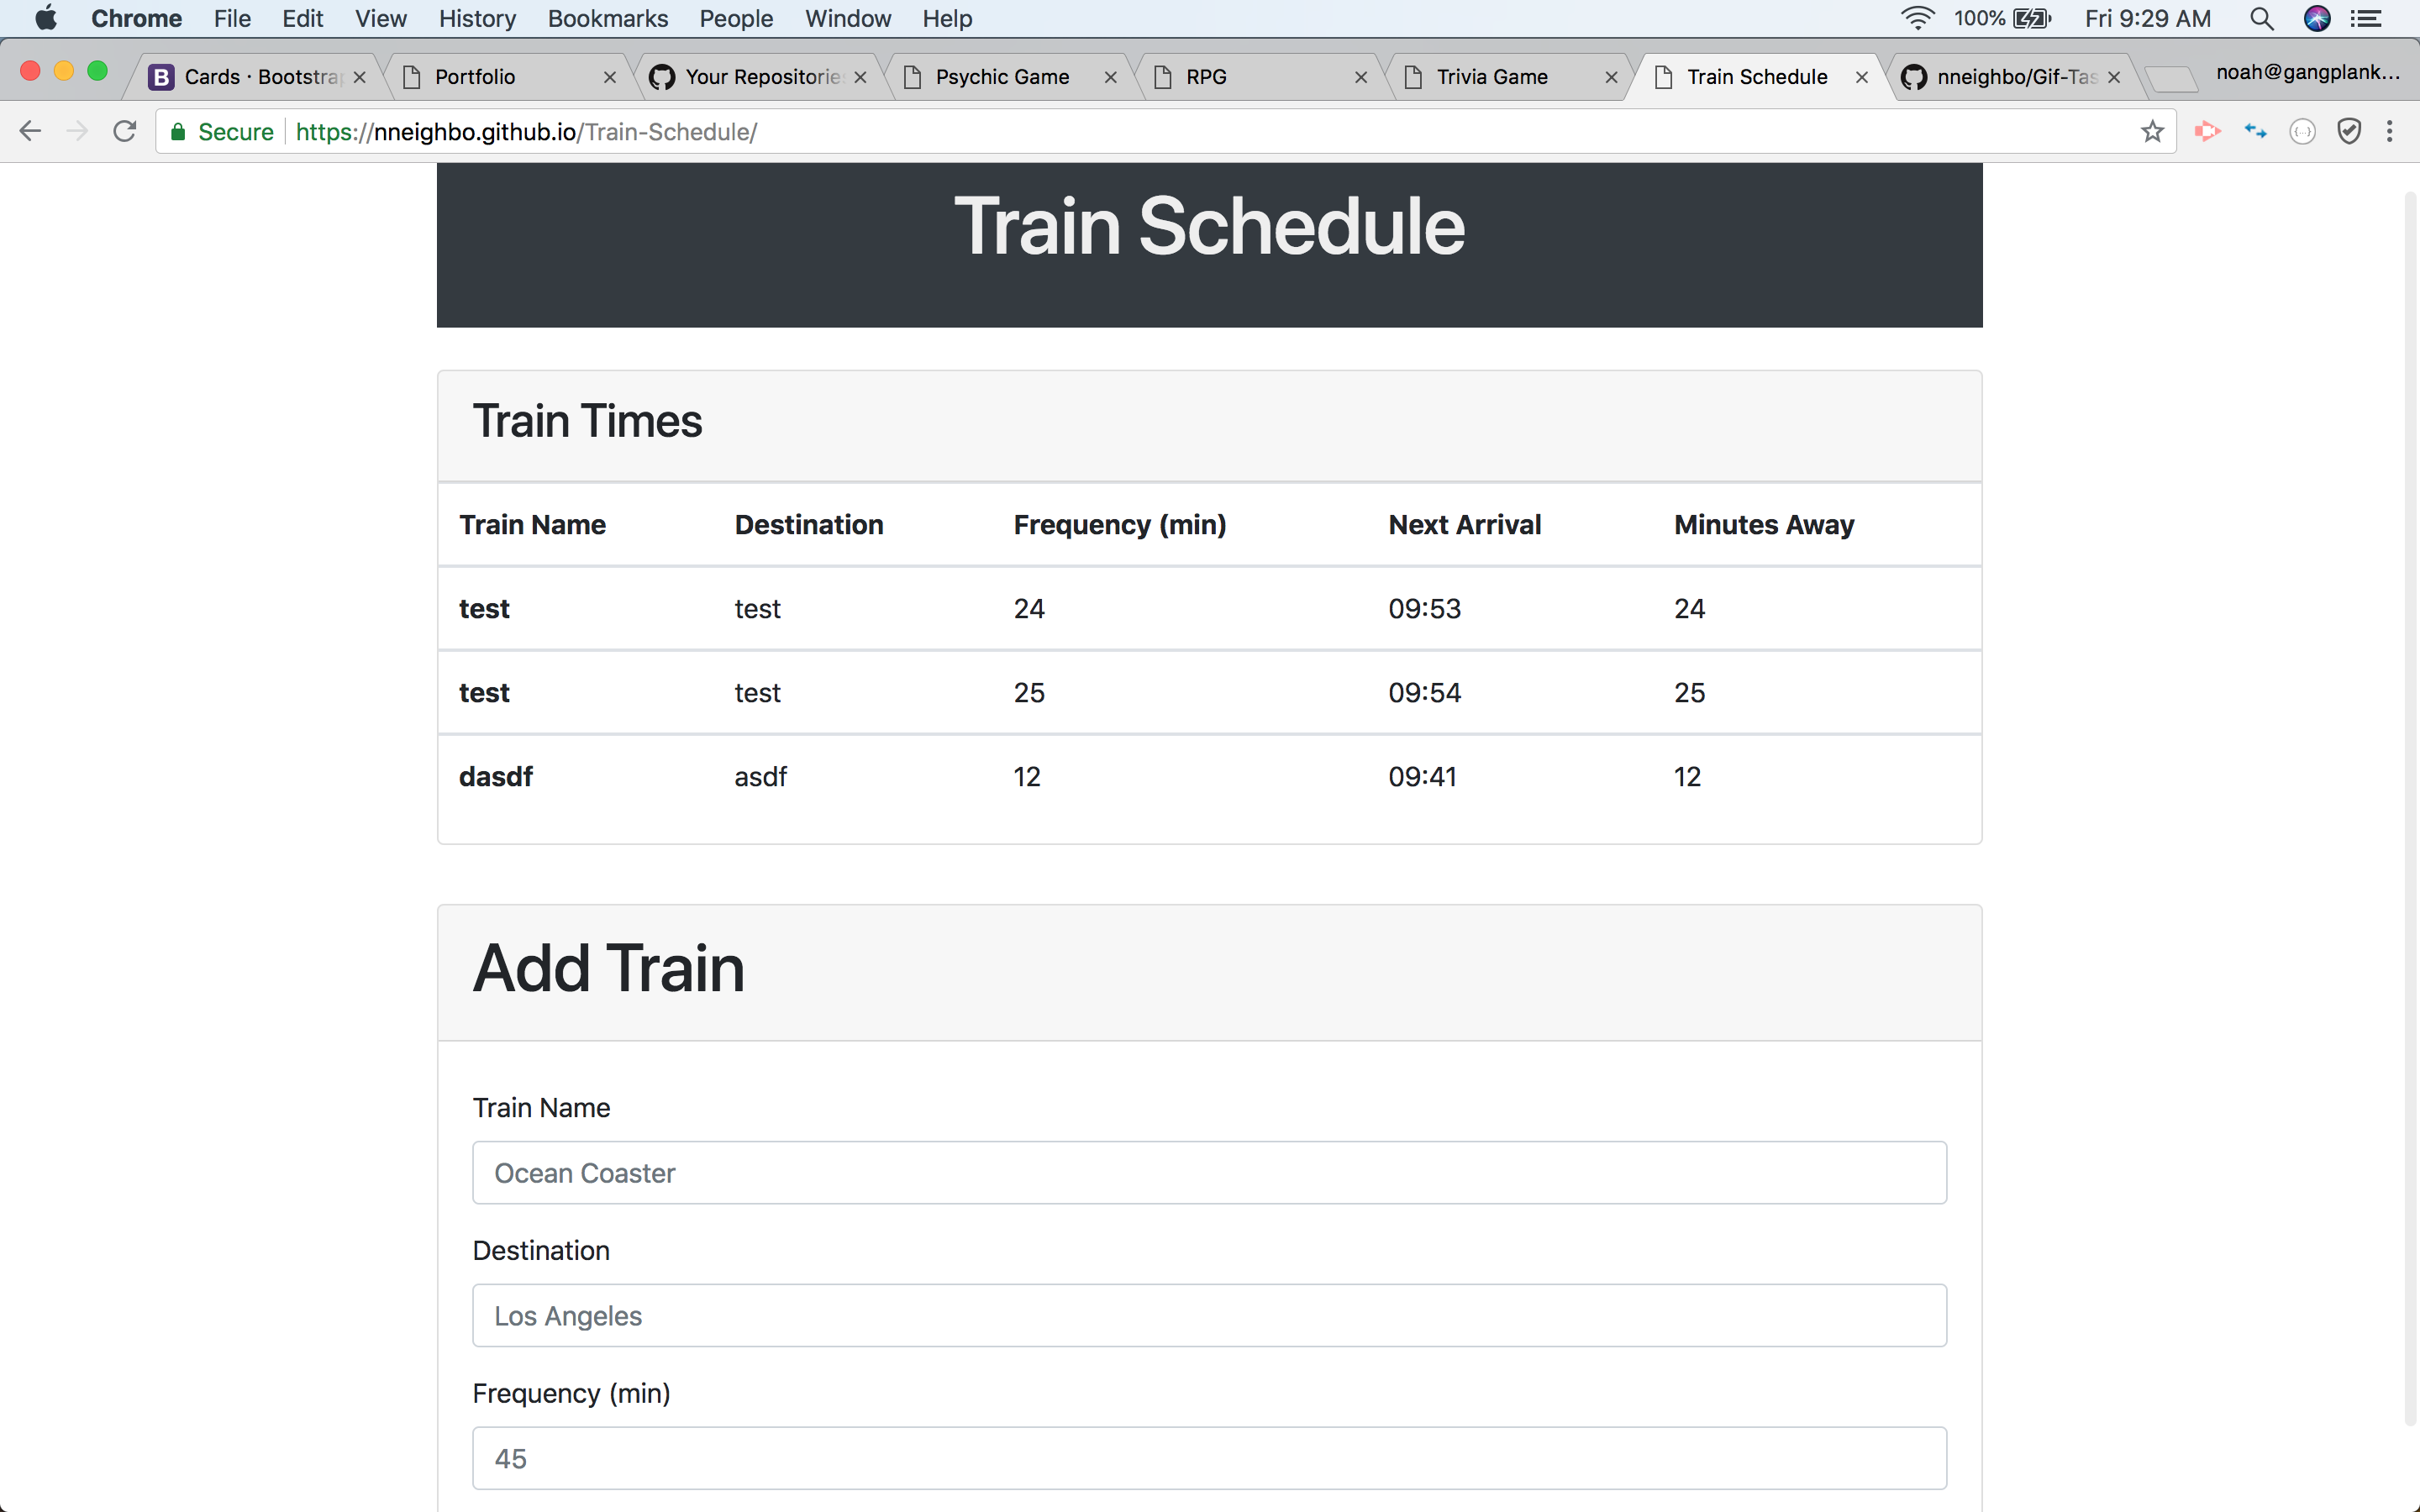 Chrome File Edit View History Bookmarks People Window Help 100% Fri 9:29 AM
Cards · Bootstrap Portfolio Your Repositories Psychic Game RPG Trivia Game Train Schedule nneighbo/Gif-Tas noah@gangplank...
Secure https://nneighbo.github.io/Train-Schedule/
Train Schedule
Train Times
Train Name Destination Frequency (min) Next Arrival Minutes Away
test test 24 09:53 24
test test 25 09:54 25
dasdf asdf 12 09:41 12
Add Train
Train Name
Ocean Coaster
Destination
Los Angeles
Frequency (min)
45